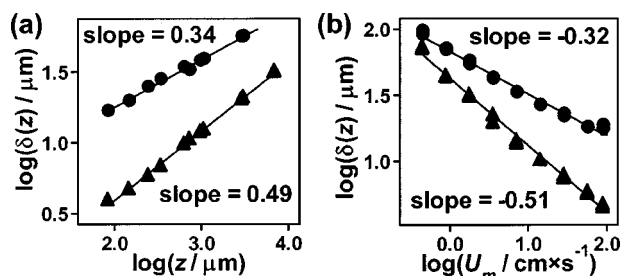 (a)
slope = 0.34
slope = 0.49
log(δ(z) / μm)
1.5
1.0
0.5
2.0
3.0
4.0
log(z / μm)
(b)
slope = -0.32
slope = -0.51
log(δ(z) / μm)
2.0
1.5
1.0
0.0
1.0
2.0
log(Um / cm×s-1)